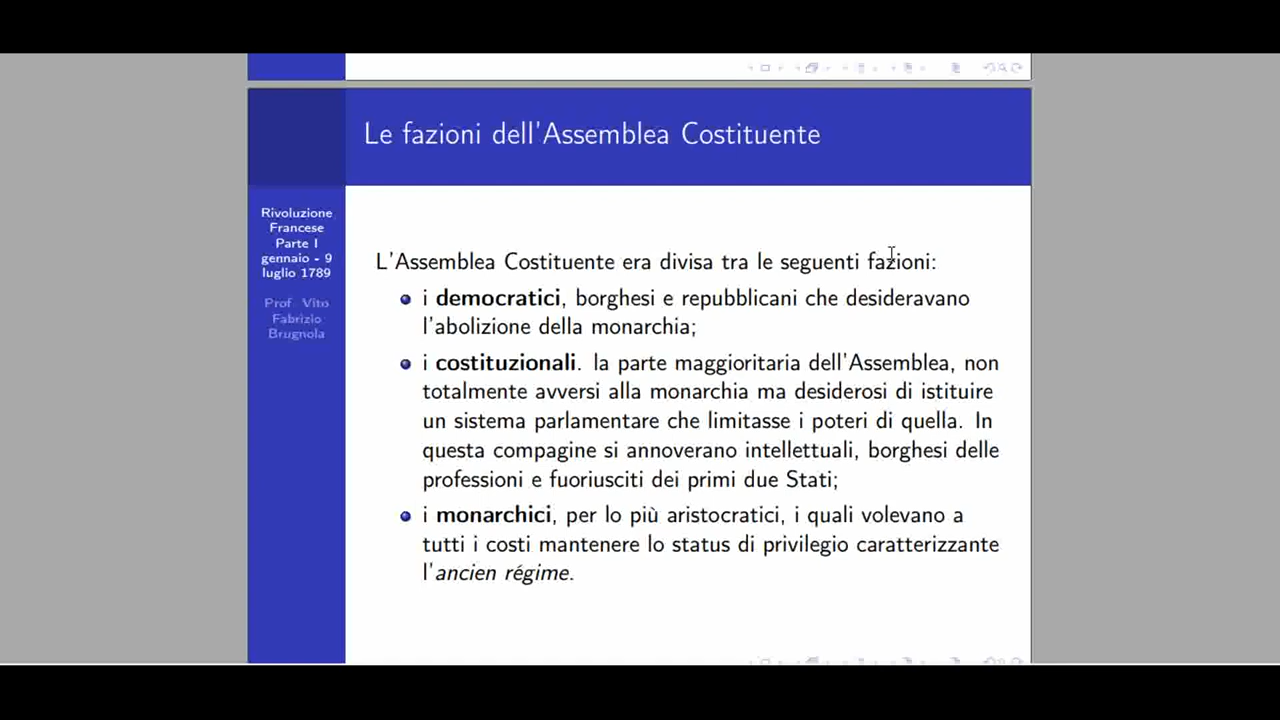 Le fazioni dell'Assemblea Costituente
Rivoluzione
Francese
Parte I
gennaio - 9
luglio 1789
Prof. Vito
Fabrizio
Brugnola
L'Assemblea Costituente era divisa tra le seguenti fazioni:
i democratici, borghesi e repubblicani che desideravano
l'abolizione della monarchia;
i costituzionali. la parte maggioritaria dell'Assemblea, non
totalmente avversi alla monarchia ma desiderosi di istituire
un sistema parlamentare che limitasse i poteri di quella. In
questa compagine si annoverano intellettuali, borghesi delle
professioni e fuoriusciti dei primi due Stati;
i monarchici, per lo più aristocratici, i quali volevano a
tutti i costi mantenere lo status di privilegio caratterizzante
l'ancien régime.